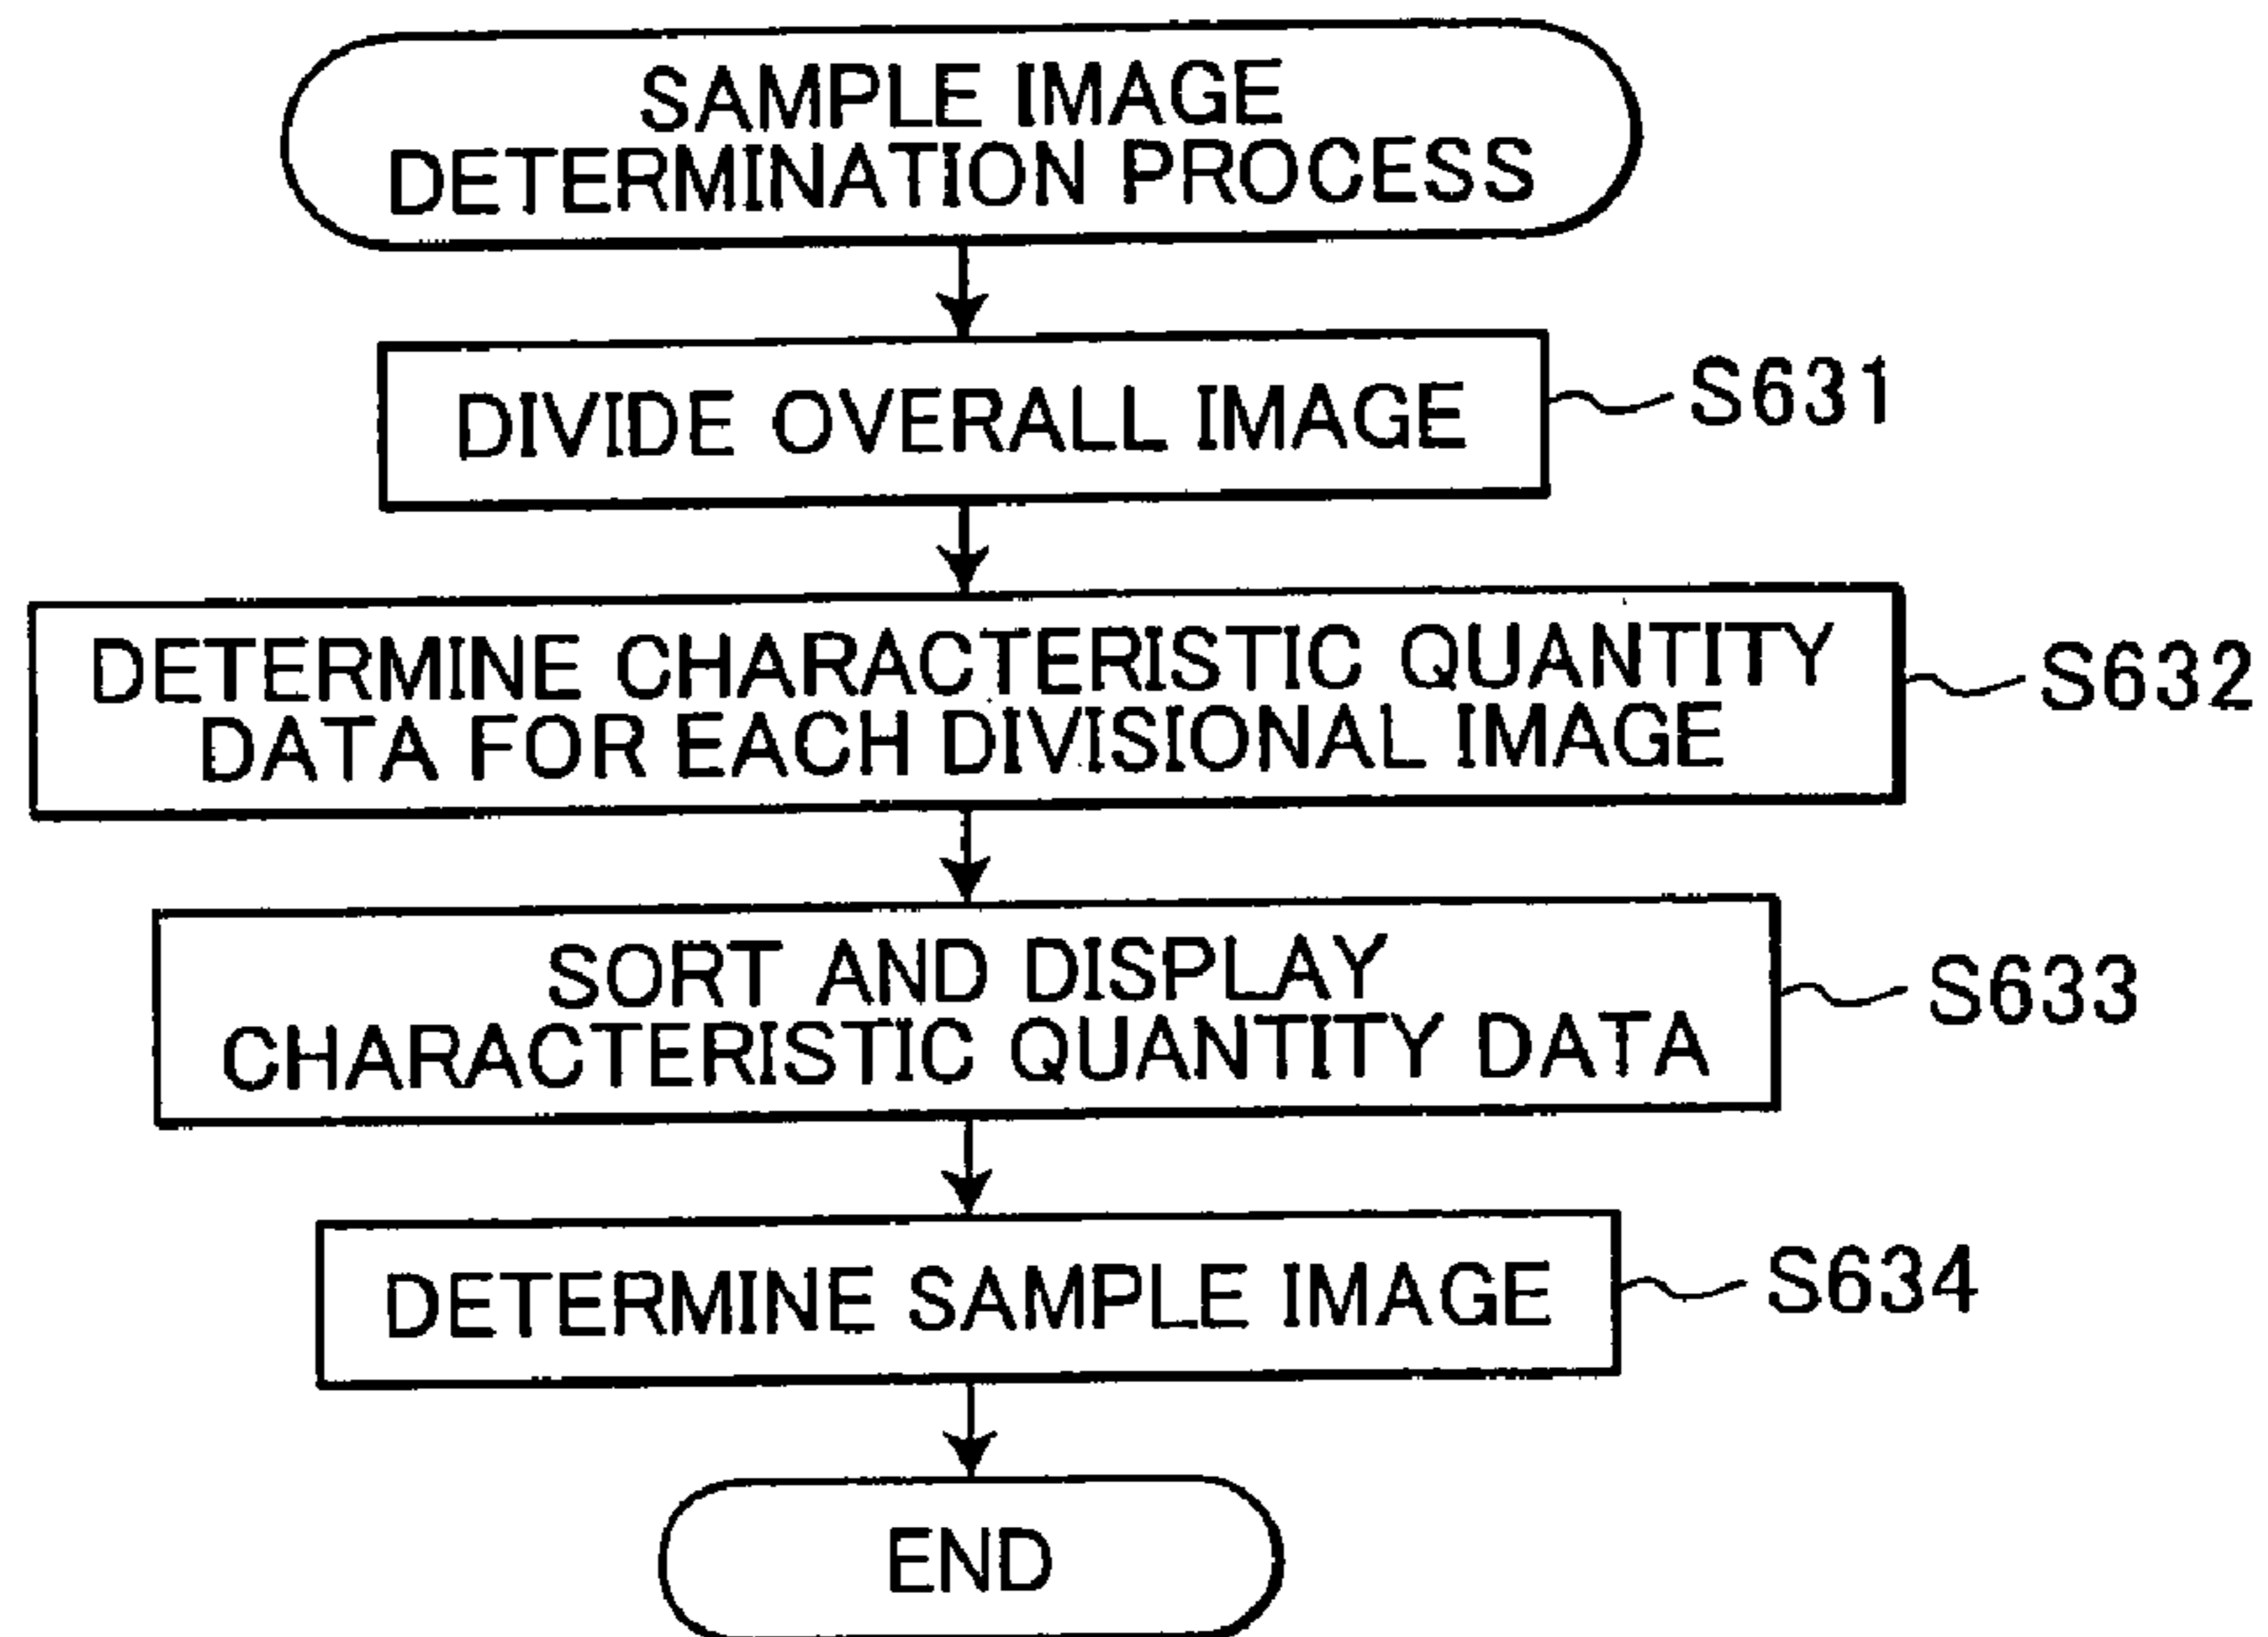 SAMPLE IMAGE
DETERMINATION PROCESS
DIVIDE OVERALL IMAGE
S631
DETERMINE CHARACTERISTIC QUANTITY
DATA FOR EACH DIVISIONAL IMAGE
S632
SORT AND DISPLAY
CHARACTERISTIC QUANTITY DATA
S633
DETERMINE SAMPLE IMAGE
S634
END